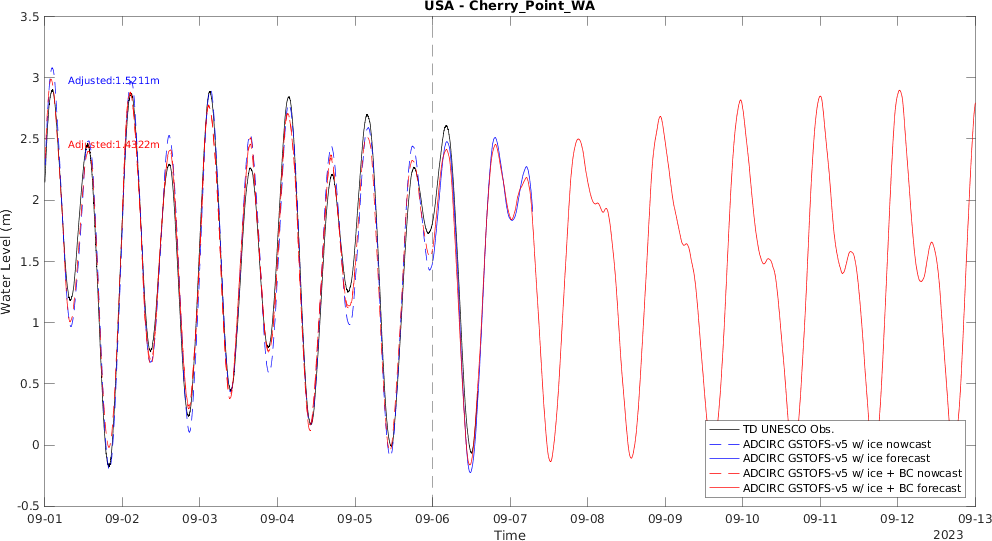 USA - Cherry_Point_WA
3.5
3
2.5
2
1.5
1
0.5
0
-0.5
Water Level (m)
Adjusted:1.5211m
Adjusted:1.4322m
TD UNESCO Obs.
ADCIRC GSTOFS-v5 w/ ice nowcast
ADCIRC GSTOFS-v5 w/ ice forecast
ADCIRC GSTOFS-v5 w/ ice + BC nowcast
ADCIRC GSTOFS-v5 w/ ice + BC forecast
09-01 09-02 09-03 09-04 09-05 09-06 09-07 09-08 09-09 09-10 09-11 09-12 09-13
Time
2023